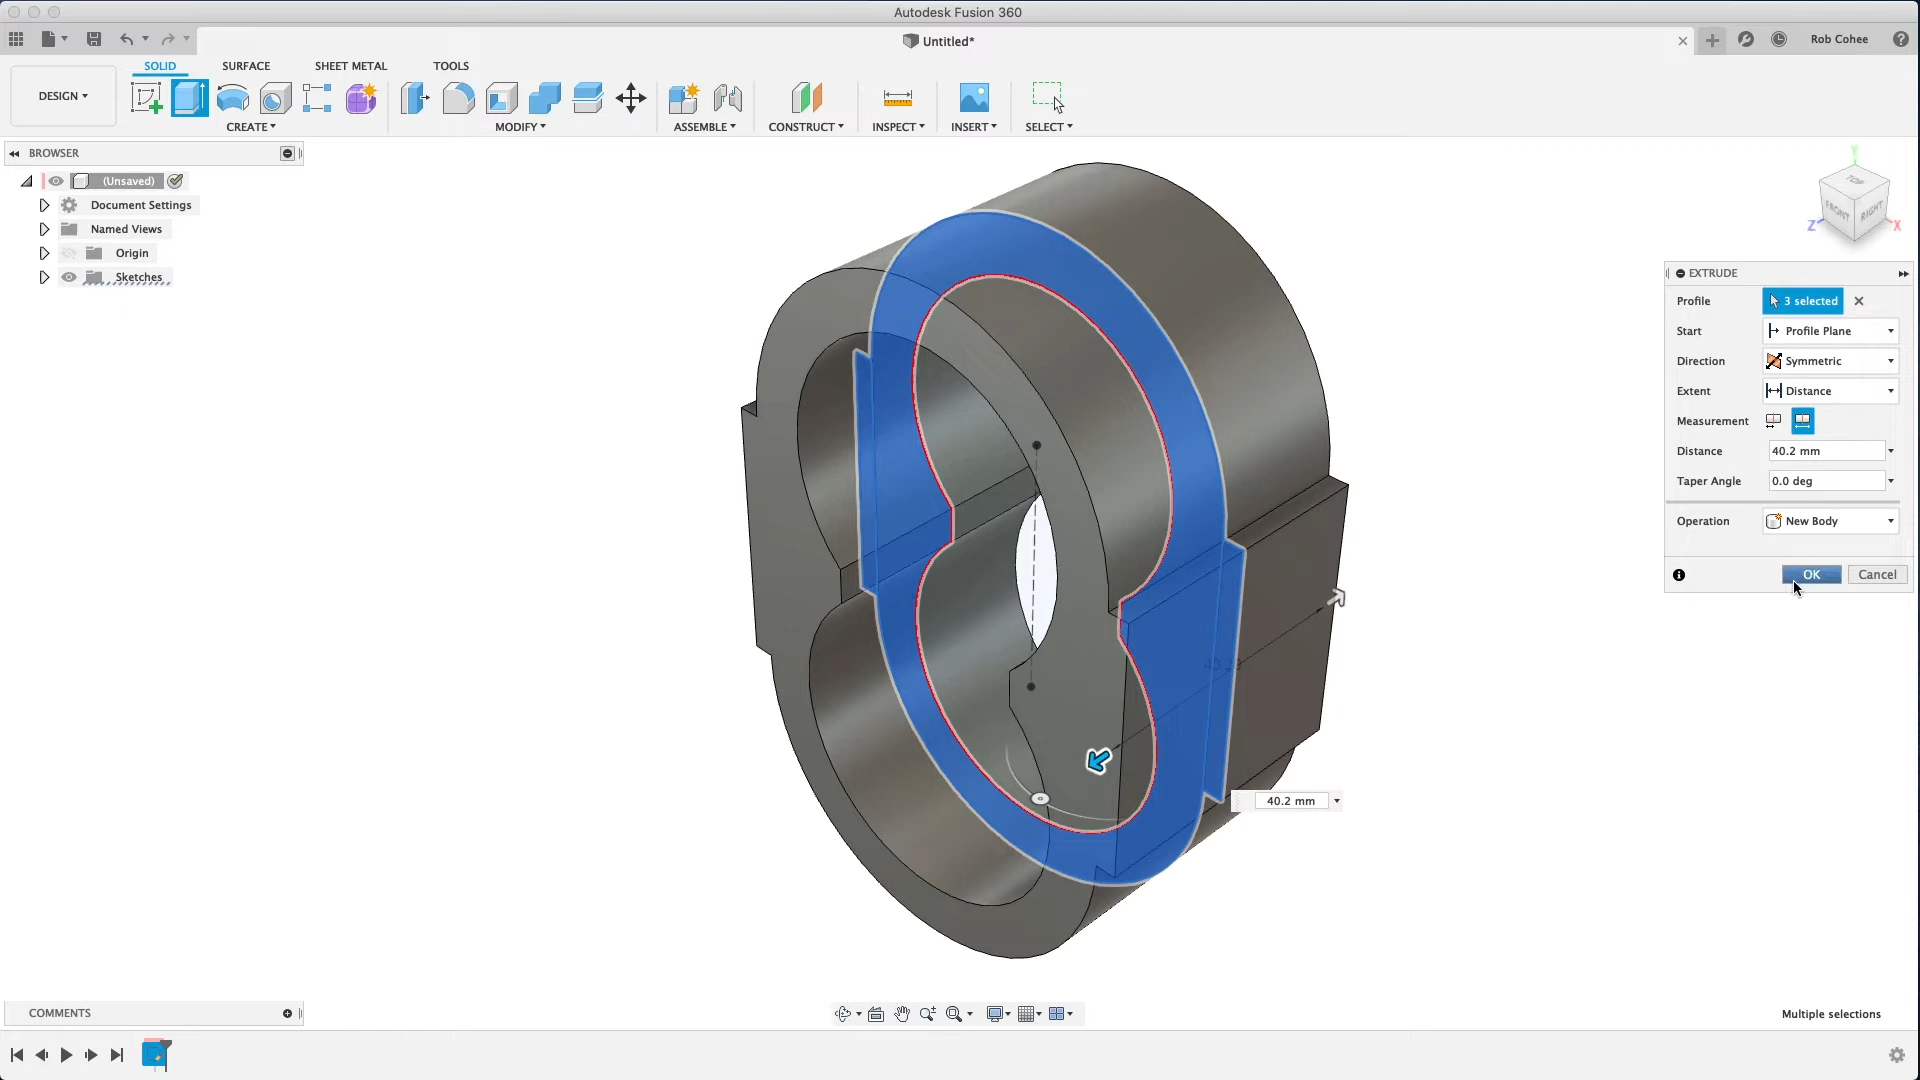 Autodesk Fusion 360
Untitled*
Rob Cohee
SOLID
SURFACE
SHEET METAL
TOOLS
DESIGN
CREATE
MODIFY
ASSEMBLE
CONSTRUCT
INSPECT
INSERT
SELECT
BROWSER
(Unsaved)
Document Settings
Named Views
Origin
Sketches
TOP
FRONT
RIGHT
Y
Z
X
EXTRUDE
Profile
3 selected
Start
Profile Plane
Direction
Symmetric
Extent
Distance
Measurement
Distance
40.2 mm
Taper Angle
0.0 deg
Operation
New Body
OK
Cancel
40.2 mm
COMMENTS
Multiple selections